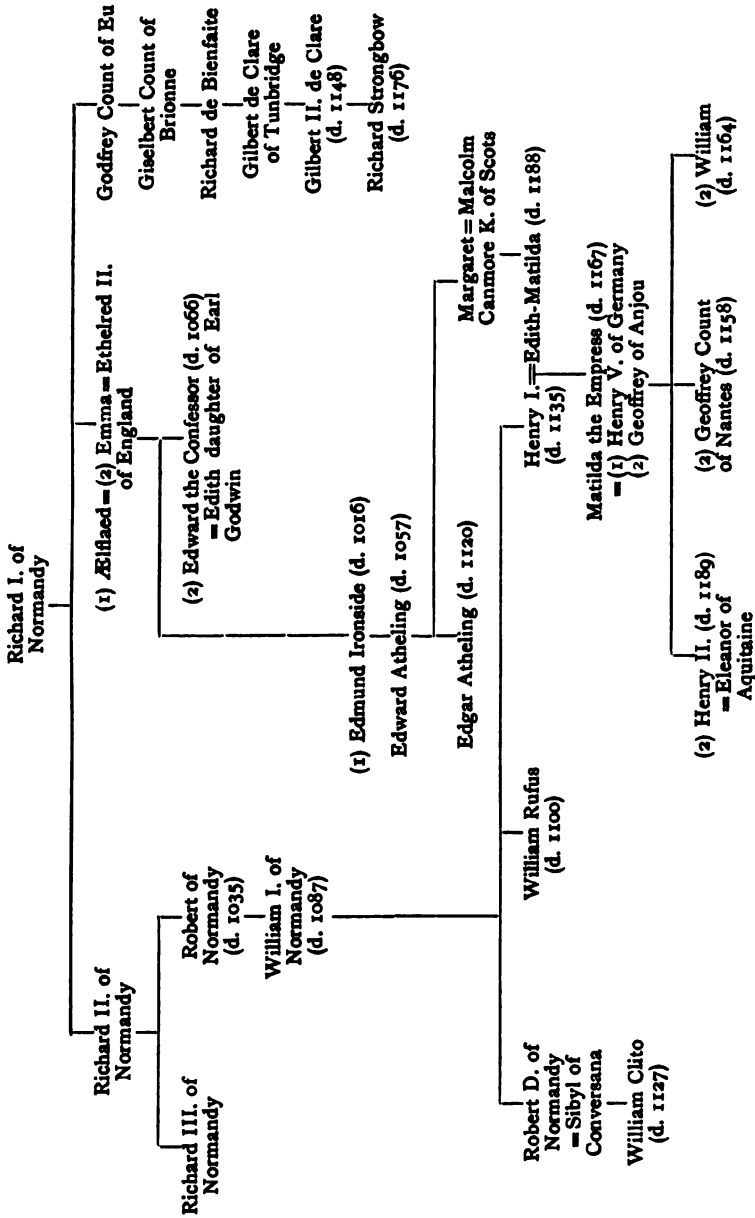 Richard I. of
Normandy
Richard II. of
Normandy
(1) Ælflaed = (2) Emma = Ethelred II.
of England
Godfrey Count of Eu
Giselbert Count of
Brionne
Richard de Bienfaite
Gilbert de Clare
of Tunbridge
Gilbert II. de Clare
(d. 1148)
Richard Strongbow
(d. 1176)
Richard III. of
Normandy
Robert of
Normandy
(d. 1035)
William I. of
Normandy
(d. 1087)
(2) Edward the Confessor (d. 1066)
= Edith daughter of Earl
Godwin
(1) Edmund Ironside (d. 1016)
Edward Atheling (d. 1057)
Edgar Atheling (d. 1120)
Margaret = Malcolm
Canmore K. of Scots
Robert D. of
Normandy
= Sibyl of
Conversana
William Clito
(d. 1127)
William Rufus
(d. 1100)
Henry I. = Edith-Matilda (d. 1188)
(d. 1135)
Matilda the Empress (d. 1167)
= (1) Henry V. of Germany
(2) Geoffrey of Anjou
(2) Henry II. (d. 1189)
= Eleanor of
Aquitaine
(2) Geoffrey Count
of Nantes (d. 1158)
(2) William
(d. 1164)